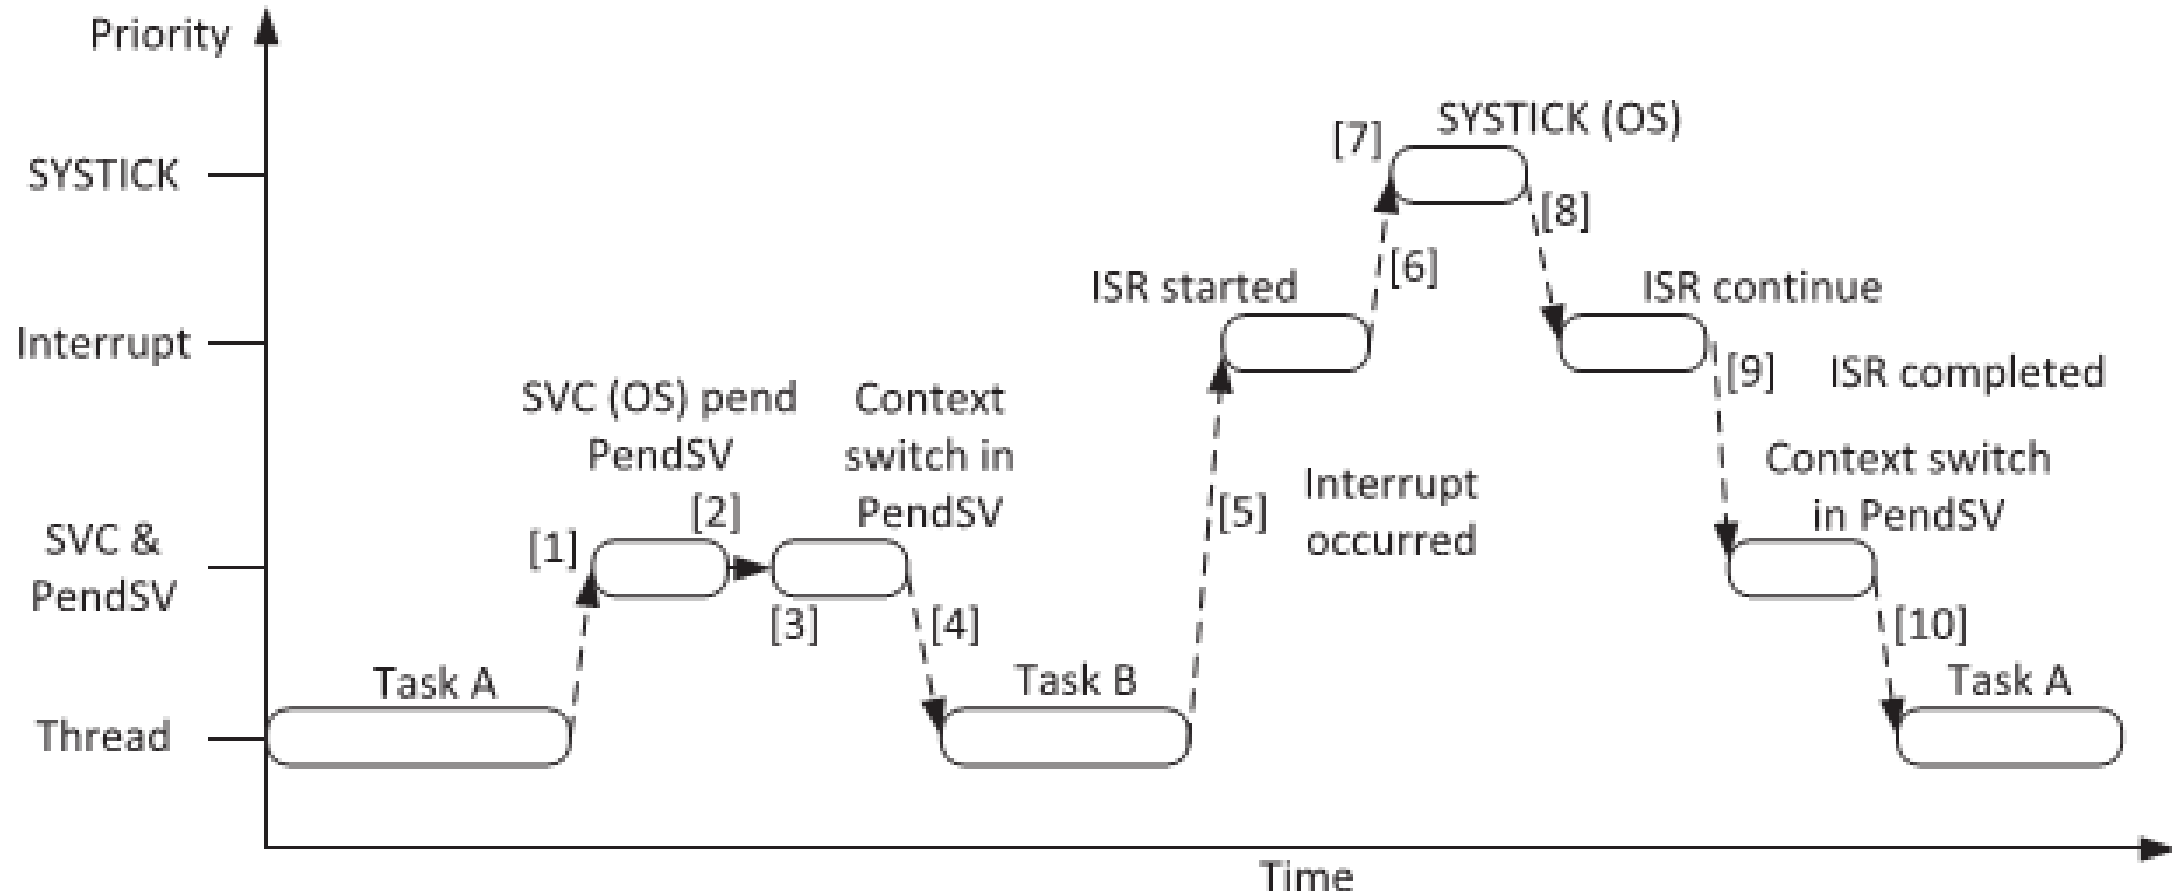 Priority
SYSTICK
Interrupt
SVC &
PendSV
Thread
Task A
[1]
SVC (OS) pend
PendSV
[2]
[3]
Context
switch in
PendSV
[4]
Task B
[5]
Interrupt
occurred
ISR started
[6]
[7]
SYSTICK (OS)
[8]
ISR continue
[9]
ISR completed
Context switch
in PendSV
[10]
Task A
Time